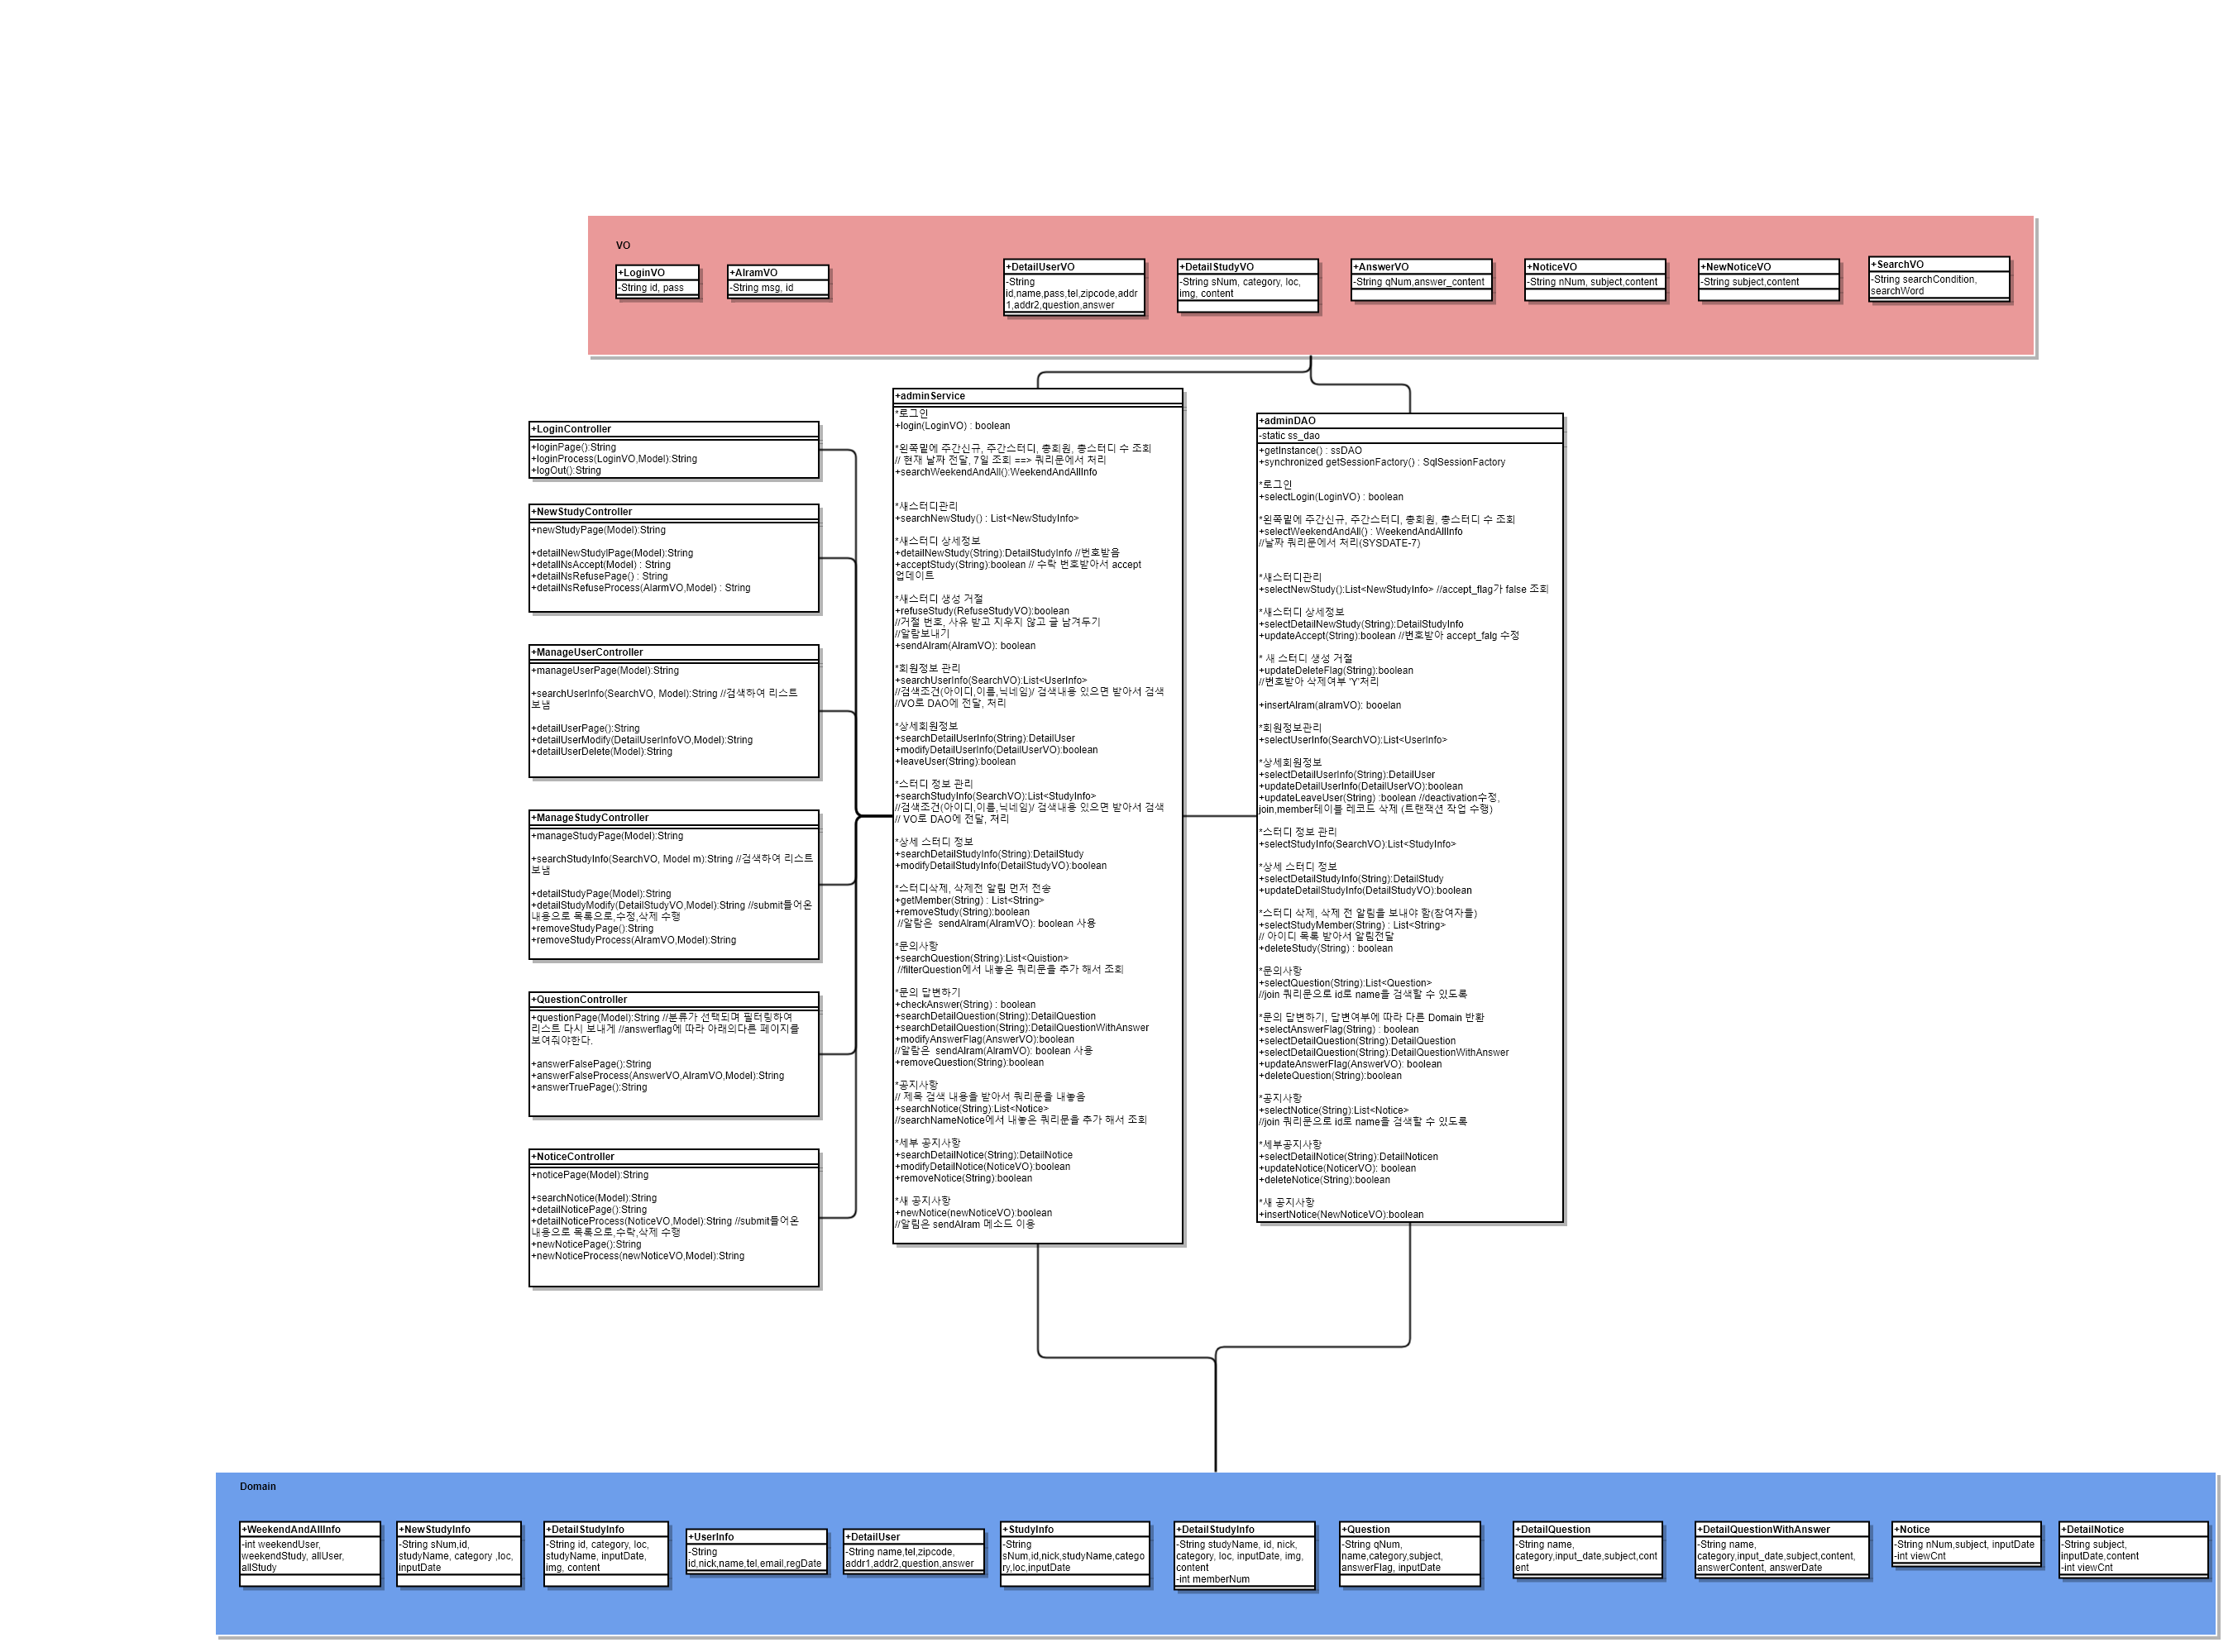 VO
+LoginVO
-String id, pass
+AlramVO
-String msg, id
+DetailUserVO
-String
id,name,pass,tel,zipcode,addr
1,addr2,question,answer
+DetailStudyVO
-String sNum, category, loc,
img, content
+AnswerVO
-String qNum,answer_content
+NoticeVO
-String nNum, subject,content
+NewNoticeVO
-String subject,content
+SearchVO
-String searchCondition,
searchWord
+LoginController
+loginPage():String
+loginProcess(LoginVO,Model):String
+logOut():String
+NewStudyController
+newStudyPage(Model):String
+detailNewStudyIPage(Model):String
+detailNsAccept(Model) : String
+detailNsRefusePage() : String
+detailNsRefuseProcess(AlarmVO,Model) : String
+ManageUserController
+manageUserPage(Model):String
+searchUserInfo(SearchVO, Model):String //검색하여 리스트
보냄
+detailUserPage():String
+detailUserModify(DetailUserInfoVO,Model):String
+detailUserDelete(Model):String
+ManageStudyController
+manageStudyPage(Model):String
+searchStudyInfo(SearchVO, Model m):String //검색하여 리스트
보냄
+detailStudyPage(Model):String
+detailStudyModify(DetailStudyVO,Model):String //submit들어온
내용으로 목록으로,수정,삭제 수행
+removeStudyPage():String
+removeStudyProcess(AlramVO,Model):String
+QuestionController
+questionPage(Model):String //분류가 선택되며 필터링하여
리스트 다시 보내게 //answerflag에 따라 아래의다른 페이지를
보여줘야한다.
+answerFalsePage():String
+answerFalseProcess(AnswerVO,AlramVO,Model):String
+answerTruePage():String
+NoticeController
+noticePage(Model):String
+searchNotice(Model):String
+detailNoticePage():String
+detailNoticeProcess(NoticeVO,Model):String //submit들어온
내용으로 목록으로,수락,삭제 수행
+newNoticePage():String
+newNoticeProcess(newNoticeVO,Model):String
+adminService
*로그인
+login(LoginVO) : boolean
*왼쪽밑에 주간신규, 주간스터디, 총회원, 총스터디 수 조회
// 현재 날짜 전달, 7일 조회 ==> 쿼리문에서 처리
+searchWeekendAndAll():WeekendAndAllInfo
*새스터디관리
+searchNewStudy() : List<NewStudyInfo>
*새스터디 상세정보
+detailNewStudy(String):DetailStudyInfo //번호받음
+acceptStudy(String):boolean // 수락 번호받아서 accept
업데이트
*새스터디 생성 거절
+refuseStudy(RefuseStudyVO):boolean
//거절 번호, 사유 받고 지우지 않고 글 남겨두기
//알람보내기
+sendAlram(AlramVO): boolean
*회원정보 관리
+searchUserInfo(SearchVO):List<UserInfo>
//검색조건(아이디,이름,닉네임)/ 검색내용 있으면 받아서 검색
//VO로 DAO에 전달, 처리
*상세회원정보
+searchDetailUserInfo(String):DetailUser
+modifyDetailUserInfo(DetailUserVO):boolean
+leaveUser(String):boolean
*스터디 정보 관리
+searchStudyInfo(SearchVO):List<StudyInfo>
//검색조건(아이디,이름,닉네임)/ 검색내용 있으면 받아서 검색
// VO로 DAO에 전달, 처리
*상세 스터디 정보
+searchDetailStudyInfo(String):DetailStudy
+modifyDetailStudyInfo(DetailStudyVO):boolean
*스터디삭제, 삭제전 알림 먼저 전송
+getMember(String) : List<String>
+removeStudy(String):boolean
//알람은 sendAlram(AlramVO): boolean 사용
*문의사항
+searchQuestion(String):List<Quistion>
//filterQuestion에서 내놓은 쿼리문을 추가 해서 조회
*문의 답변하기
+checkAnswer(String) : boolean
+searchDetailQuestion(String):DetailQuestion
+searchDetailQuestion(String):DetailQuestionWithAnswer
+modifyAnswerFlag(AnswerVO):boolean
//알람은 sendAlram(AlramVO): boolean 사용
+removeQuestion(String):boolean
*공지사항
// 제목 검색 내용을 받아서 쿼리문을 내놓음
+searchNotice(String):List<Notice>
//searchNameNotice에서 내놓은 쿼리문을 추가 해서 조회
*세부 공지사항
+searchDetailNotice(String):DetailNotice
+modifyDetailNotice(NoticeVO):boolean
+removeNotice(String):boolean
*새 공지사항
+newNotice(newNoticeVO):boolean
//알림은 sendAlram 메소드 이용
+adminDAO
-static ss_dao
+getInstance() : ssDAO
+synchronized getSessionFactory() : SqlSessionFactory
*로그인
+selectLogin(LoginVO) : boolean
*왼쪽밑에 주간신규, 주간스터디, 총회원, 총스터디 수 조회
+selectWeekendAndAll() : WeekendAndAllInfo
//날짜 쿼리문에서 처리(SYSDATE-7)
*새스터디관리
+selectNewStudy():List<NewStudyInfo> //accept_flag가 false 조회
*새스터디 상세정보
+selectDetailNewStudy(String):DetailStudyInfo
+updateAccept(String):boolean //번호받아 accept_falg 수정
* 새 스터디 생성 거절
+updateDeleteFlag(String):boolean
//번호받아 삭제여부 'Y'처리
+insertAlram(alramVO): booelan
*회원정보관리
+selectUserInfo(SearchVO):List<UserInfo>
*상세회원정보
+selectDetailUserInfo(String):DetailUser
+updateDetailUserInfo(DetailUserVO):boolean
+updateLeaveUser(String) :boolean //deactivation수정,
join,member테이블 레코드 삭제 (트랜잭션 작업 수행)
*스터디 정보 관리
+selectStudyInfo(SearchVO):List<StudyInfo>
*상세 스터디 정보
+selectDetailStudyInfo(String):DetailStudy
+updateDetailStudyInfo(DetailStudyVO):boolean
*스터디 삭제, 삭제 전 알림을 보내야 함(참여자들)
+selectStudyMember(String) : List<String>
// 아이디 목록 받아서 알림전달
+deleteStudy(String) : boolean
*문의사항
+selectQuestion(String):List<Question>
//join 쿼리문으로 id로 name을 검색할 수 있도록
*문의 답변하기, 답변여부에 따라 다른 Domain 반환
+selectAnswerFlag(String) : boolean
+selectDetailQuestion(String):DetailQuestion
+selectDetailQuestion(String):DetailQuestionWithAnswer
+updateAnswerFlag(AnswerVO): boolean
+deleteQuestion(String):boolean
*공지사항
+selectNotice(String):List<Notice>
//join 쿼리문으로 id로 name을 검색할 수 있도록
*세부공지사항
+selectDetailNotice(String):DetailNoticen
+updateNotice(NoticerVO): boolean
+deleteNotice(String):boolean
*새 공지사항
+insertNotice(NewNoticeVO):boolean
Domain
+WeekendAndAllInfo
-int weekendUser,
weekendStudy, allUser,
allStudy
+NewStudyInfo
-String sNum,id,
studyName, category ,loc,
inputDate
+DetailStudyInfo
-String id, category, loc,
studyName, inputDate,
img, content
+UserInfo
-String
id,nick,name,tel,email,regDate
+DetailUser
-String name,tel,zipcode,
addr1,addr2,question,answer
+StudyInfo
-String
sNum,id,nick,studyName,catego
ry,loc,inputDate
+DetailStudyInfo
-String studyName, id, nick,
category, loc, inputDate, img,
content
-int memberNum
+Question
-String qNum,
name,category,subject,
answerFlag, inputDate
+DetailQuestion
-String name,
category,input_date,subject,cont
ent
+DetailQuestionWithAnswer
-String name,
category,input_date,subject,content,
answerContent, answerDate
+Notice
-String nNum,subject, inputDate
-int viewCnt
+DetailNotice
-String subject,
inputDate,content
-int viewCnt